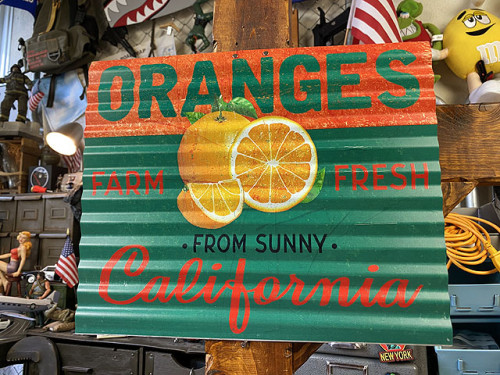 ORANGES
FARM FRESH
• FROM SUNNY •
California
NEW YORK
m